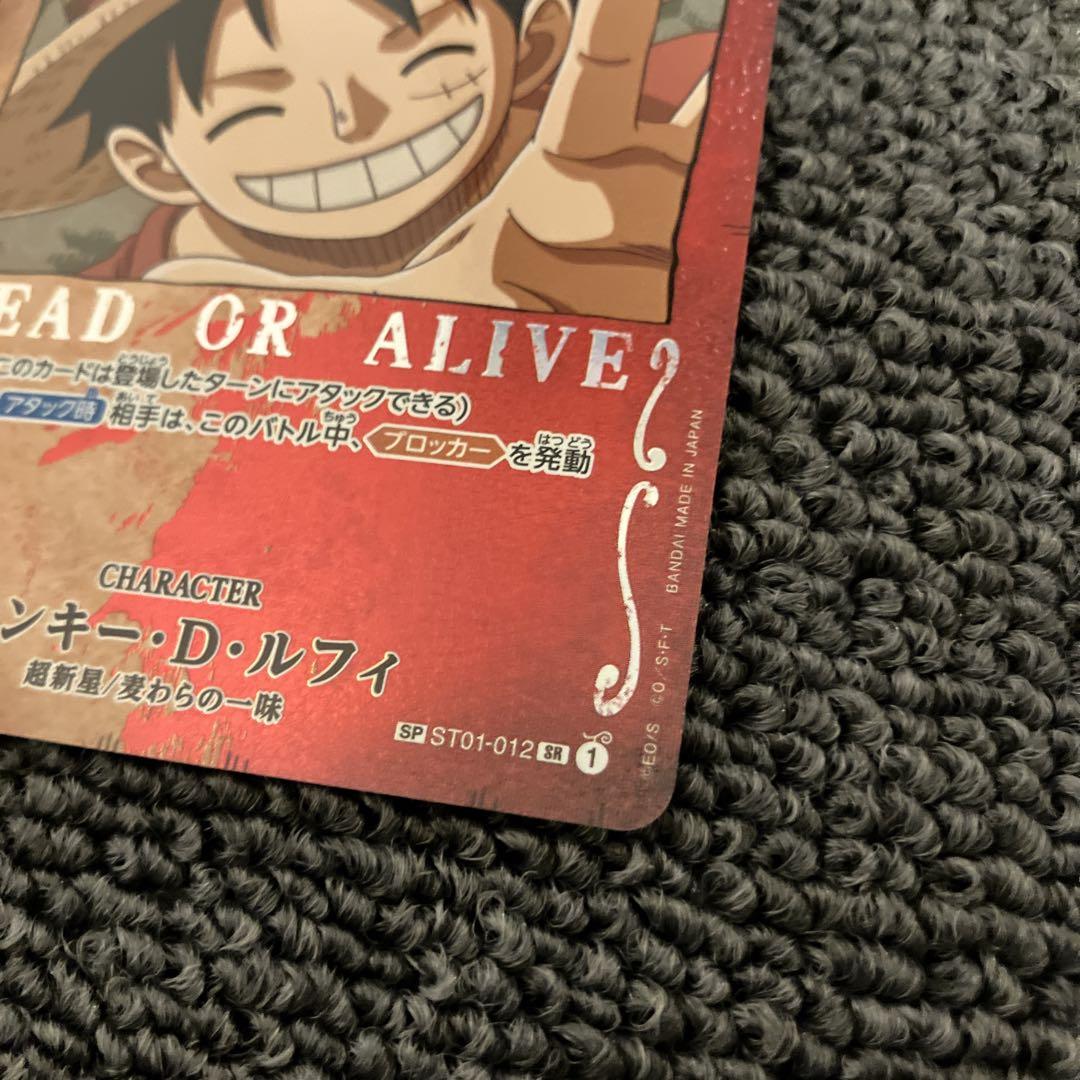 EAD OR ALIVE
このカードは登場したターンにアタックできる)
アタック時 相手は、このバトル中、ブロッカーを発動
CHARACTER
ンキー・D・ルフィ
超新星/麦わらの一味
SP ST01-012 SR 1
EO/S CO/S・F・T BANDAI MADE IN JAPAN